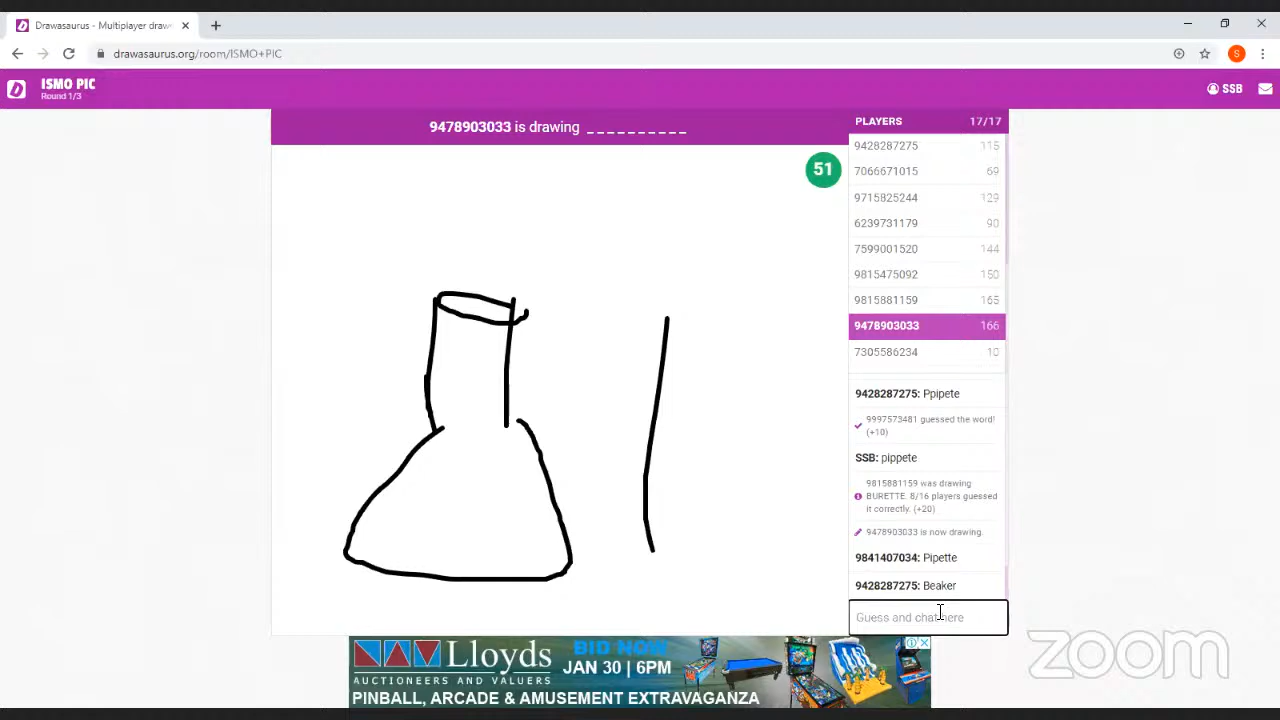 Drawasaurus - Multiplayer draw
drawasaurus.org/room/ISMO+PIC
S
ISMO PIC
Round 1/3
SSB
9478903033 is drawing _ _ _ _ _ _ _ _ _ _
51
PLAYERS 17/17
9428287275 115
7066671015 69
9715825244 129
6239731179 90
7599001520 144
9815475092 150
9815881159 165
9478903033 166
7305586234 10
9428287275: Ppipete
9997573481 guessed the word!
(+10)
SSB: pippete
9815881159 was drawing
BURETTE. 8/16 players guessed
it correctly. (+20)
9478903033 is now drawing.
9841407034: Pipette
9428287275: Beaker
Guess and chat here
Lloyds
AUCTIONEERS AND VALUERS
BID NOW
JAN 30 | 6PM
PINBALL, ARCADE & AMUSEMENT EXTRAVAGANZA
zoom